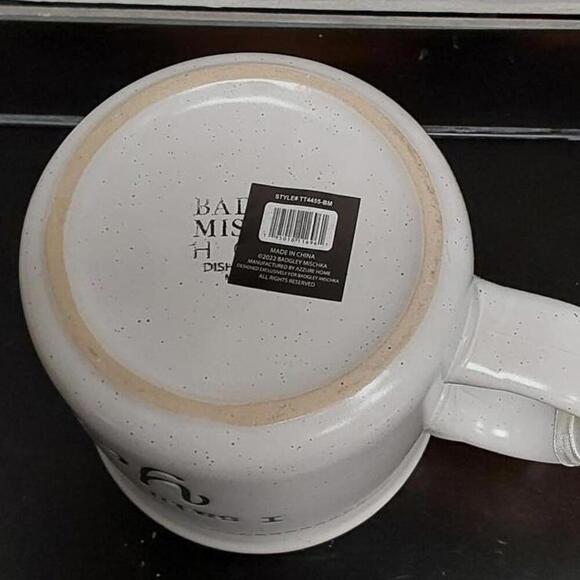 BAD
MIS
H
DISH
STYLE# TT4455-BM
MADE IN CHINA
©2022 BADGLEY MISCHKA
MANUFACTURED BY AZZURE HOME
DESIGNED EXCLUSIVELY FOR BADGLEY MISCHKA
ALL RIGHTS RESERVED